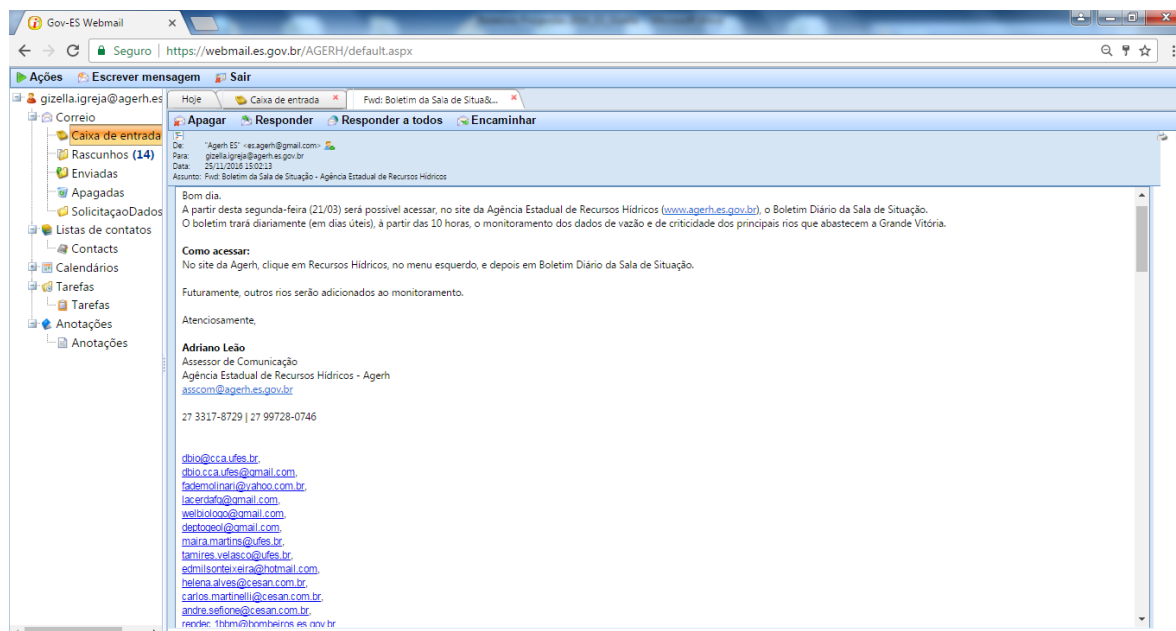 Gov-ES Webmail
Seguro | https://webmail.es.gov.br/AGERH/default.aspx
Ações Escrever mensagem Sair
gizella.igreja@agerh.es
Correio
Caixa de entrada
Rascunhos (14)
Enviadas
Apagadas
SolicitaçaoDados
Listas de contatos
Contacts
Calendários
Tarefas
Tarefas
Anotações
Anotações
Hoje Caixa de entrada Fwd: Boletim da Sala de Situa&...
Apagar Responder Responder a todos Encaminhar
De: "Agerh ES" <es.agerh@gmail.com>
Para: gizella.igreja@agerh.es.gov.br
Data: 25/11/2016 15:02:13
Assunto: Fwd: Boletim da Sala de Situação - Agência Estadual de Recursos Hídricos
Bom dia.
A partir desta segunda-feira (21/03) será possível acessar, no site da Agência Estadual de Recursos Hídricos (www.agerh.es.gov.br), o Boletim Diário da Sala de Situação.
O boletim trará diariamente (em dias úteis), à partir das 10 horas, o monitoramento dos dados de vazão e de criticidade dos principais rios que abastecem a Grande Vitória.
Como acessar:
No site da Agerh, clique em Recursos Hídricos, no menu esquerdo, e depois em Boletim Diário da Sala de Situação.
Futuramente, outros rios serão adicionados ao monitoramento.
Atenciosamente,
Adriano Leão
Assessor de Comunicação
Agência Estadual de Recursos Hídricos - Agerh
asscom@agerh.es.gov.br
27 3317-8729 | 27 99728-0746
dbio@cca.ufes.br,
dbio.cca.ufes@gmail.com,
fademolinari@yahoo.com.br,
lacerdafg@gmail.com,
welbiologo@gmail.com,
deptogeol@gmail.com,
maira.martins@ufes.br,
tamires.velasco@ufes.br,
edmilsonteixeira@hotmail.com,
helena.alves@cesan.com.br,
carlos.martinelli@cesan.com.br,
andre.sefione@cesan.com.br,
repdec.1bbm@bombeiros.es.gov.br